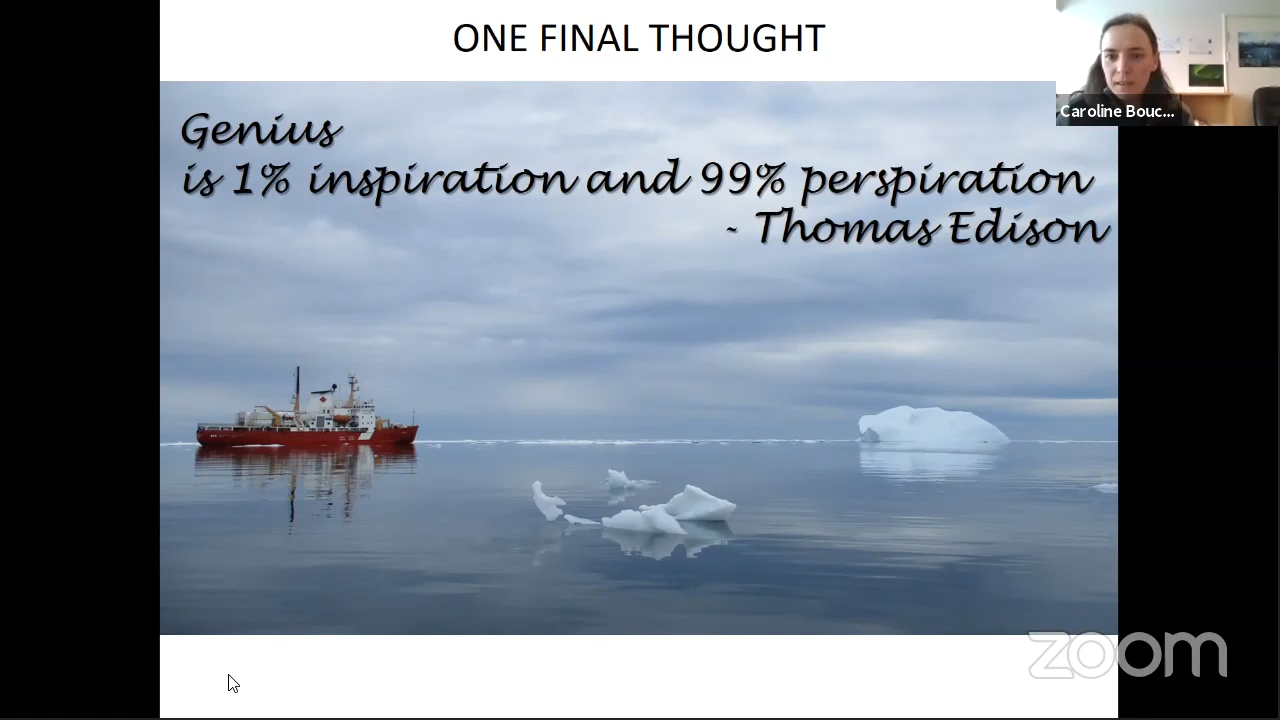 ONE FINAL THOUGHT
Caroline Bouc...
Genius
is 1% inspiration and 99% perspiration
- Thomas Edison
zoom